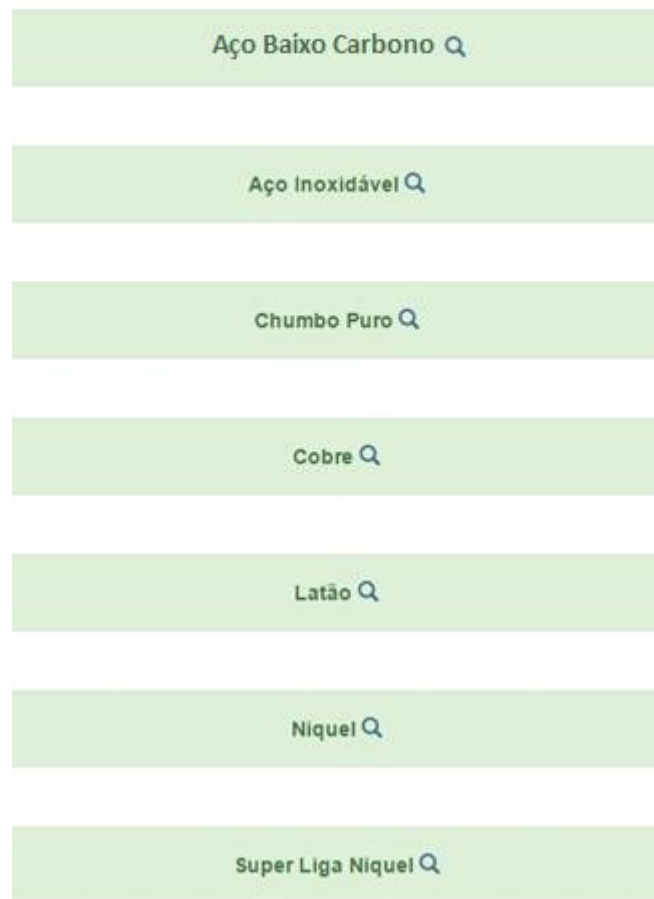 Aço Baixo Carbono
Aço Inoxidável
Chumbo Puro
Cobre
Latão
Niquel
Super Liga Niquel